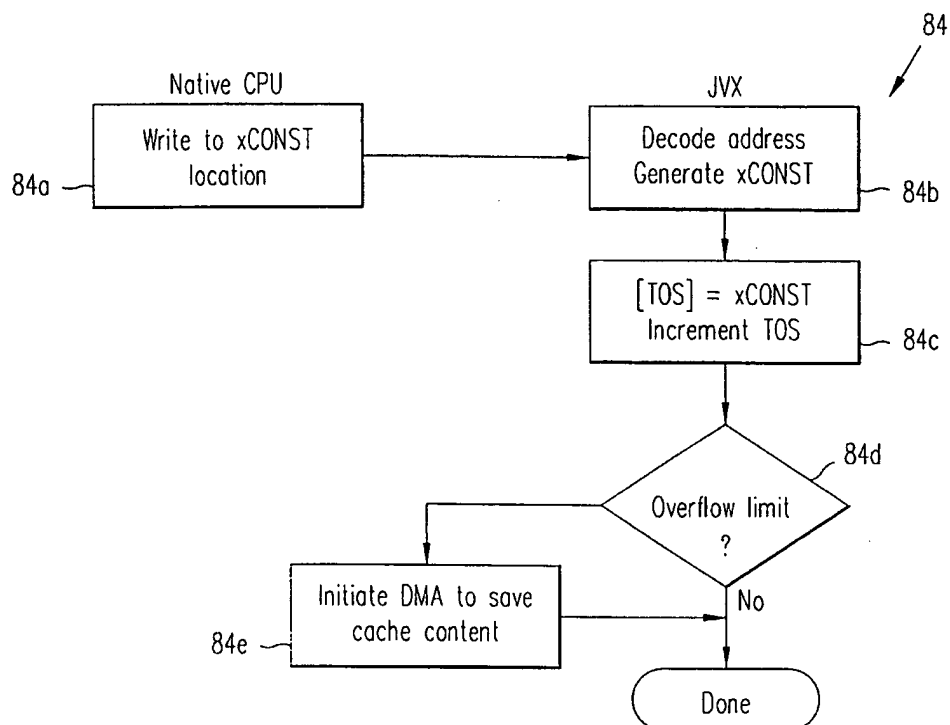 84
Native CPU
JVX
Write to xCONST
location
84a
Decode address
Generate xCONST
84b
[TOS] = xCONST
Increment TOS
84c
84d
Overflow limit
?
Initiate DMA to save
cache content
84e
No
Done